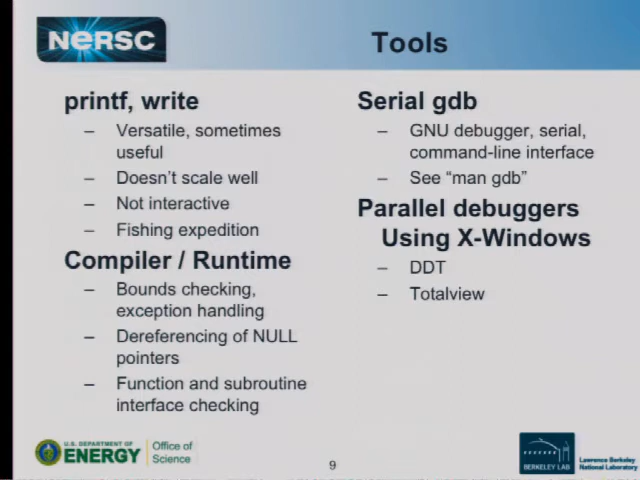 NERSC
Tools
printf, write
– Versatile, sometimes
useful
– Doesn't scale well
– Not interactive
– Fishing expedition
Compiler / Runtime
– Bounds checking,
exception handling
– Dereferencing of NULL
pointers
– Function and subroutine
interface checking
Serial gdb
– GNU debugger, serial,
command-line interface
– See “man gdb”
Parallel debuggers
Using X-Windows
– DDT
– Totalview
U.S. DEPARTMENT OF
ENERGY
Office of
Science
9
BERKELEY LAB
Lawrence Berkeley
National Laboratory